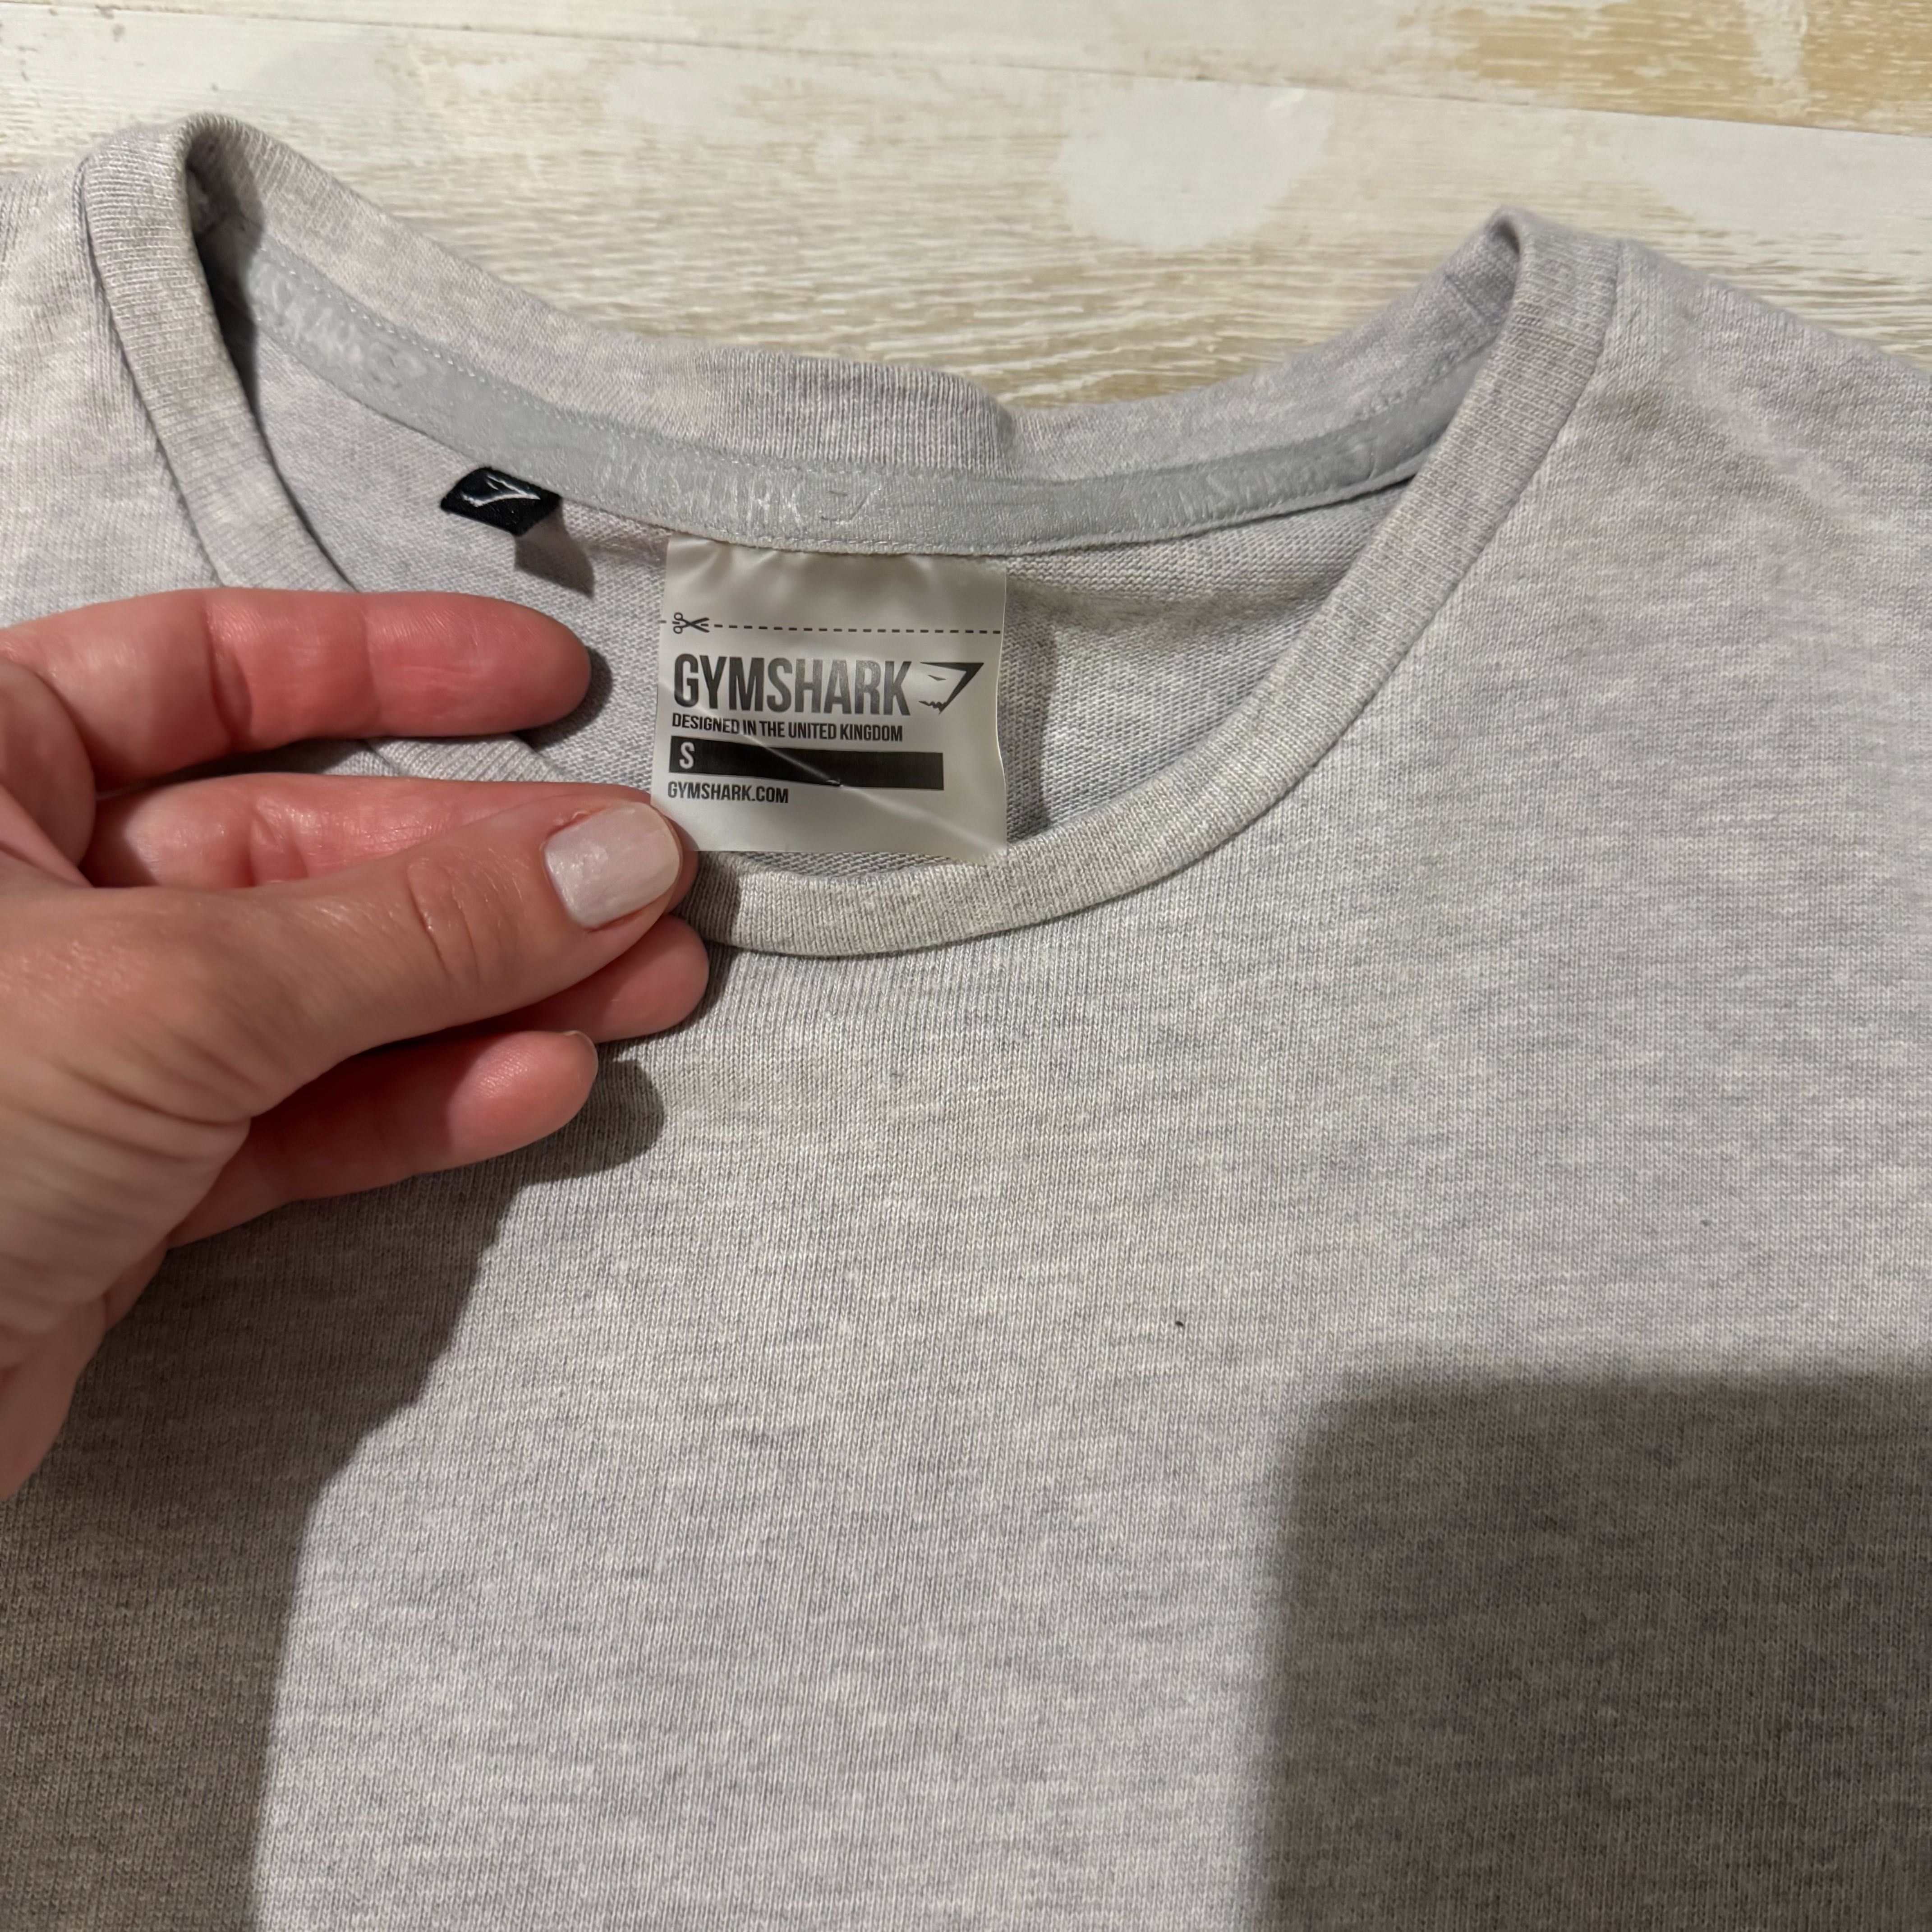 GYMSHARK
DESIGNED IN THE UNITED KINGDOM
S
GYMSHARK.COM